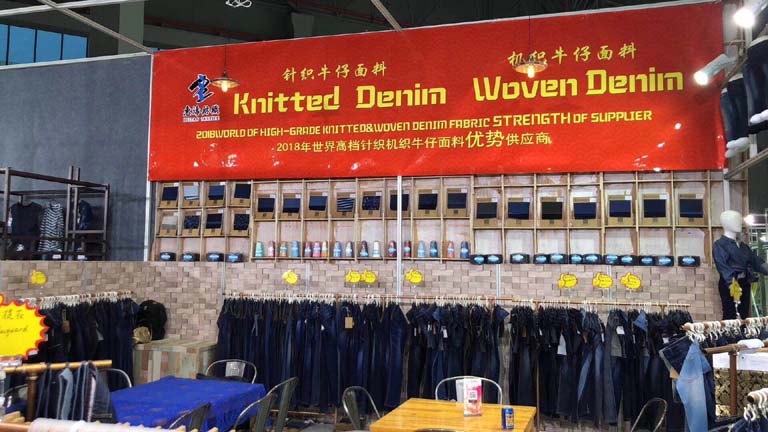 针织牛仔面料
机织牛仔面料
Knitted Denim
Woven Denim
2018WORLD OF HIGH-GRADE KNITTED&WOVEN DENIM FABRIC STRENGTH OF SUPPLIER
2018年世界高档针织机织牛仔面料优势供应商